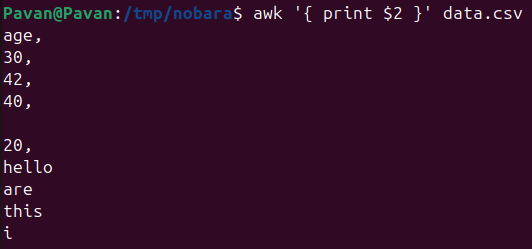 Pavan@Pavan:/tmp/nobara$ awk '{ print $2 }' data.csv
age,
30,
42,
40,

20,
hello
are
this
i